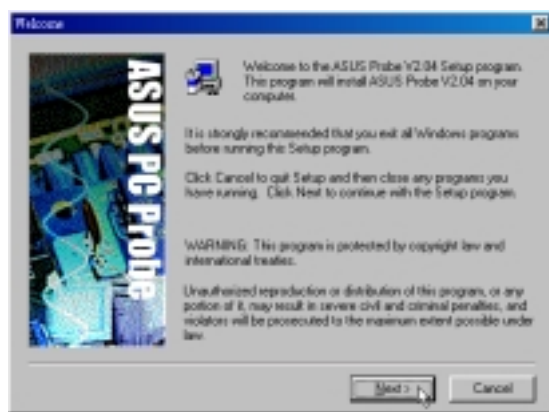 Welcome
ASUS PC Probe
Welcome to the ASUS Probe V2.04 Setup program.
This program will install ASUS Probe V2.04 on your
computer.
It is strongly recommended that you exit all Windows programs
before running this Setup program.
Click Cancel to quit Setup and then close any programs you
have running. Click Next to continue with the Setup program.
WARNING: This program is protected by copyright law and
international treaties.
Unauthorized reproduction or distribution of this program, or any
portion of it, may result in severe civil and criminal penalties, and
violators will be prosecuted to the maximum extent possible under
law.
Next >
Cancel